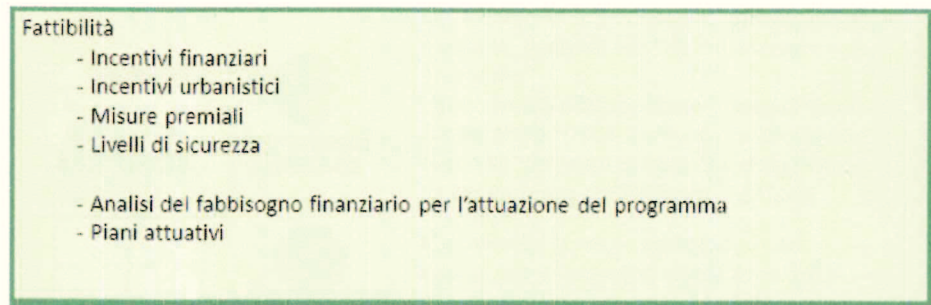 Fattibilità
- Incentivi finanziari
- Incentivi urbanistici
- Misure premiali
- Livelli di sicurezza
- Analisi del fabbisogno finanziario per l'attuazione del programma
- Piani attuativi